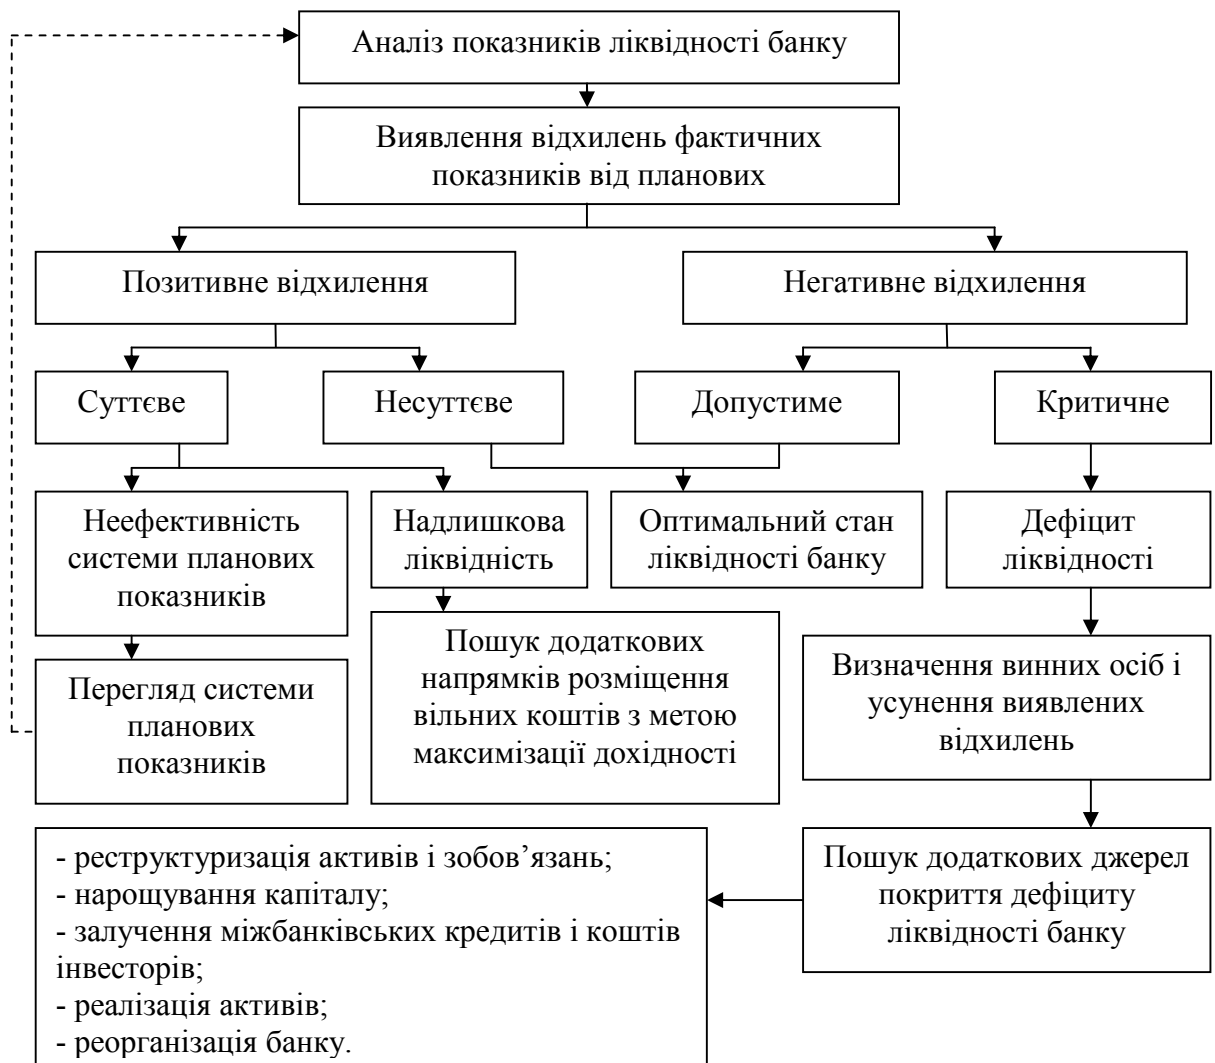 Аналіз показників ліквідності банку
Виявлення відхилень фактичних
показників від планових
Позитивне відхилення
Негативне відхилення
Суттєве
Несуттєве
Допустиме
Критичне
Неефективність
системи планових
показників
Надлишкова
ліквідність
Оптимальний стан
ліквідності банку
Дефіцит
ліквідності
Перегляд системи
планових
показників
Пошук додаткових
напрямків розміщення
вільних коштів з метою
максимізації дохідності
Визначення винних осіб і
усунення виявлених
відхилень
- реструктуризація активів і зобов’язань;
- нарощування капіталу;
- залучення міжбанківських кредитів і коштів
інвесторів;
- реалізація активів;
- реорганізація банку.
Пошук додаткових джерел
покриття дефіциту
ліквідності банку